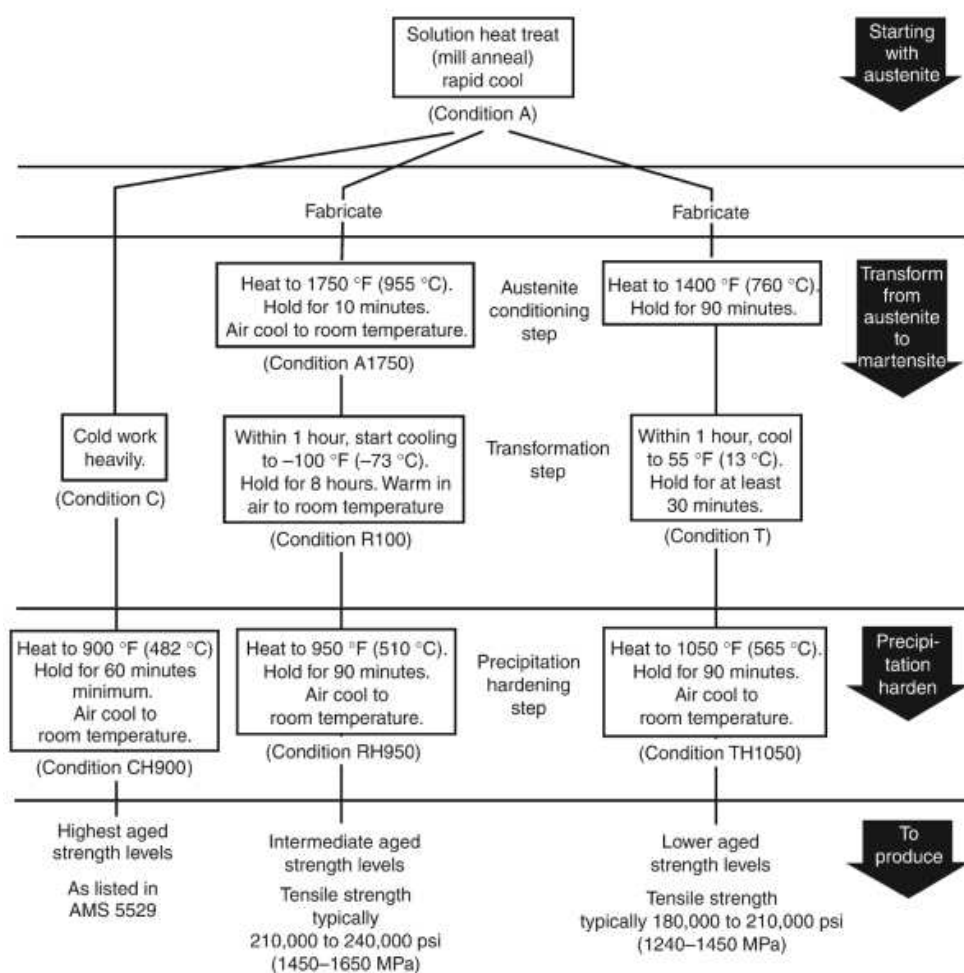 Solution heat treat
(mill anneal)
rapid cool
(Condition A)
Starting
with
austenite
Fabricate
Fabricate
Heat to 1750 °F (955 °C).
Hold for 10 minutes.
Air cool to room temperature.
(Condition A1750)
Austenite
conditioning
step
Heat to 1400 °F (760 °C).
Hold for 90 minutes.
Transform
from
austenite
to
martensite
Cold work
heavily.
(Condition C)
Within 1 hour, start cooling
to –100 °F (–73 °C).
Hold for 8 hours. Warm in
air to room temperature
(Condition R100)
Transformation
step
Within 1 hour, cool
to 55 °F (13 °C).
Hold for at least
30 minutes.
(Condition T)
Heat to 900 °F (482 °C)
Hold for 60 minutes
minimum.
Air cool to
room temperature.
(Condition CH900)
Heat to 950 °F (510 °C).
Hold for 90 minutes.
Air cool to
room temperature.
(Condition RH950)
Precipitation
hardening
step
Heat to 1050 °F (565 °C).
Hold for 90 minutes.
Air cool to
room temperature.
(Condition TH1050)
Precipi-
tation
harden
Highest aged
strength levels
As listed in
AMS 5529
Intermediate aged
strength levels
Tensile strength
typically
210,000 to 240,000 psi
(1450–1650 MPa)
Lower aged
strength levels
Tensile strength
typically 180,000 to 210,000 psi
(1240–1450 MPa)
To
produce